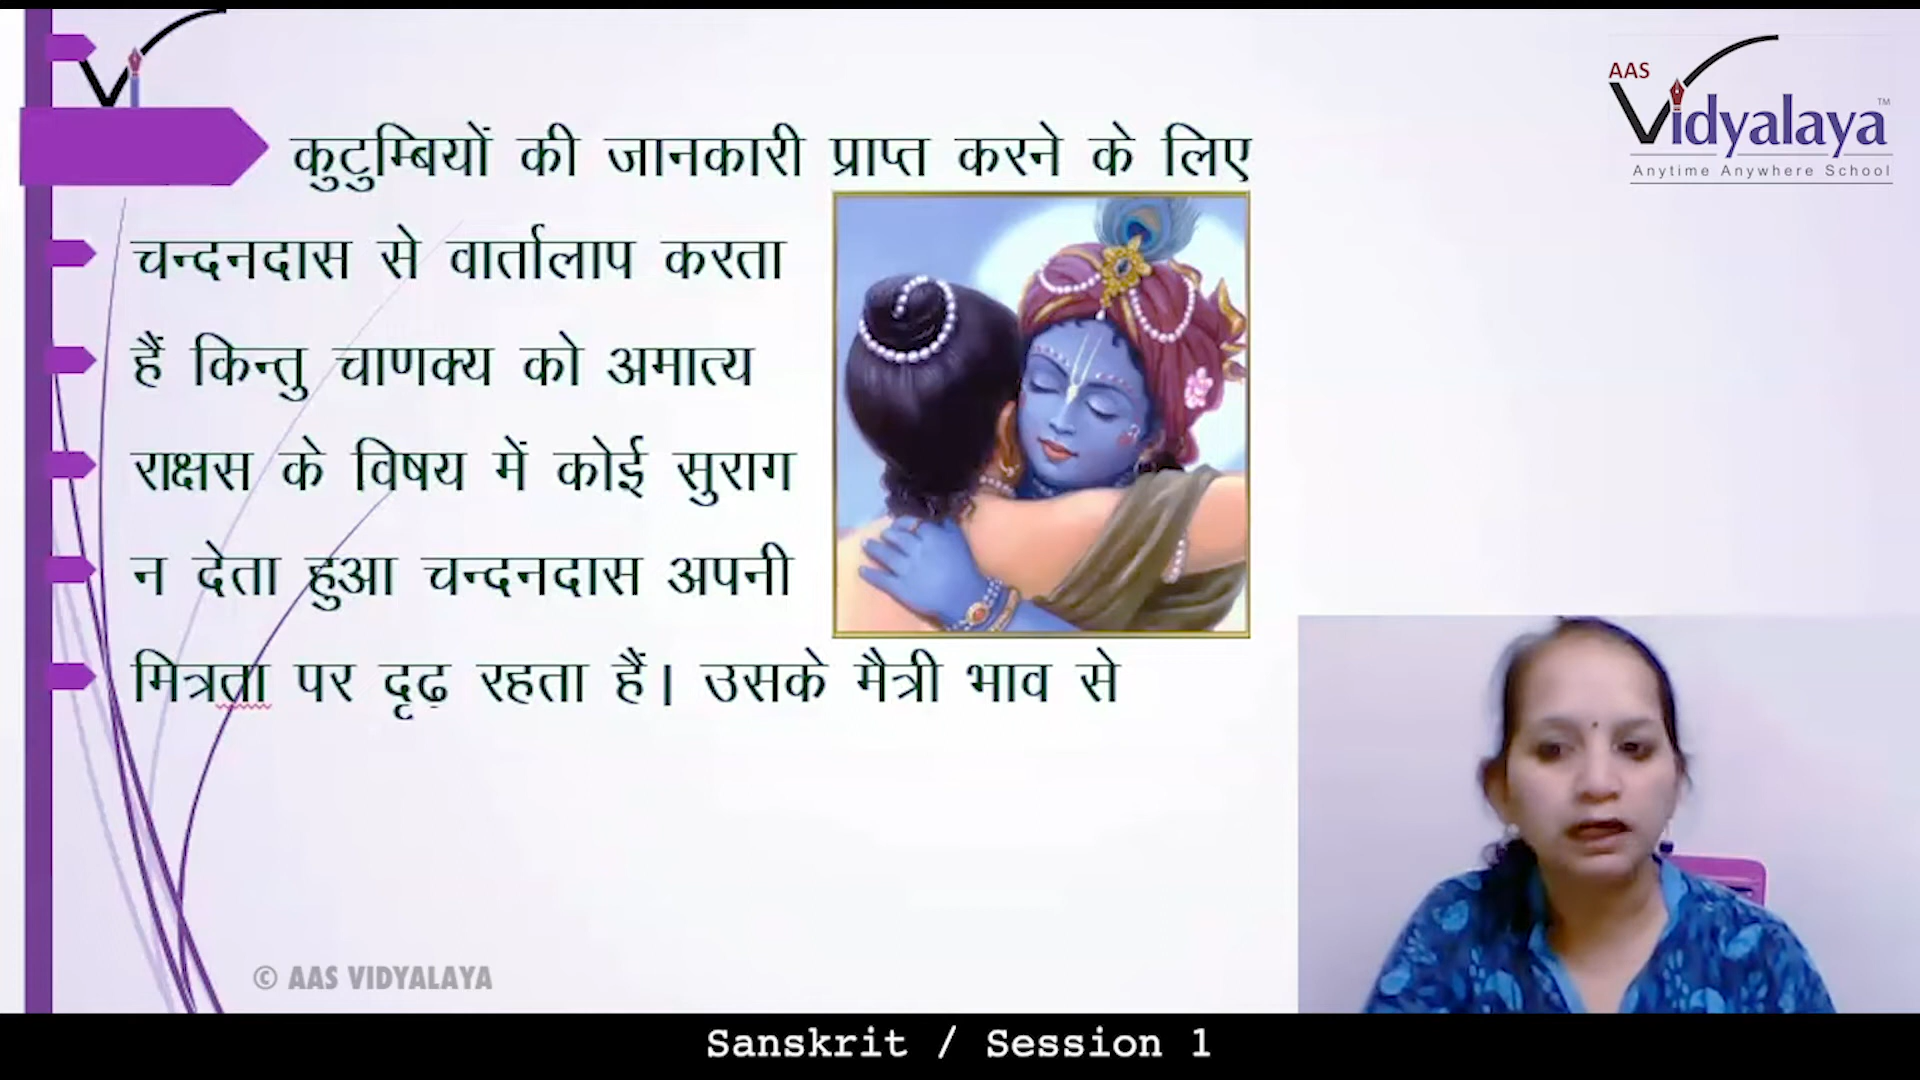 AAS
Vidyalaya™
Anytime Anywhere School
कुटुम्बियों की जानकारी प्राप्त करने के लिए
चन्दनदास से वार्तालाप करता
हैं किन्तु चाणक्य को अमात्य
राक्षस के विषय में कोई सुराग
न देता हुआ चन्दनदास अपनी
मित्रता पर दृढ़ रहता हैं। उसके मैत्री भाव से
© AAS VIDYALAYA
Sanskrit / Session 1